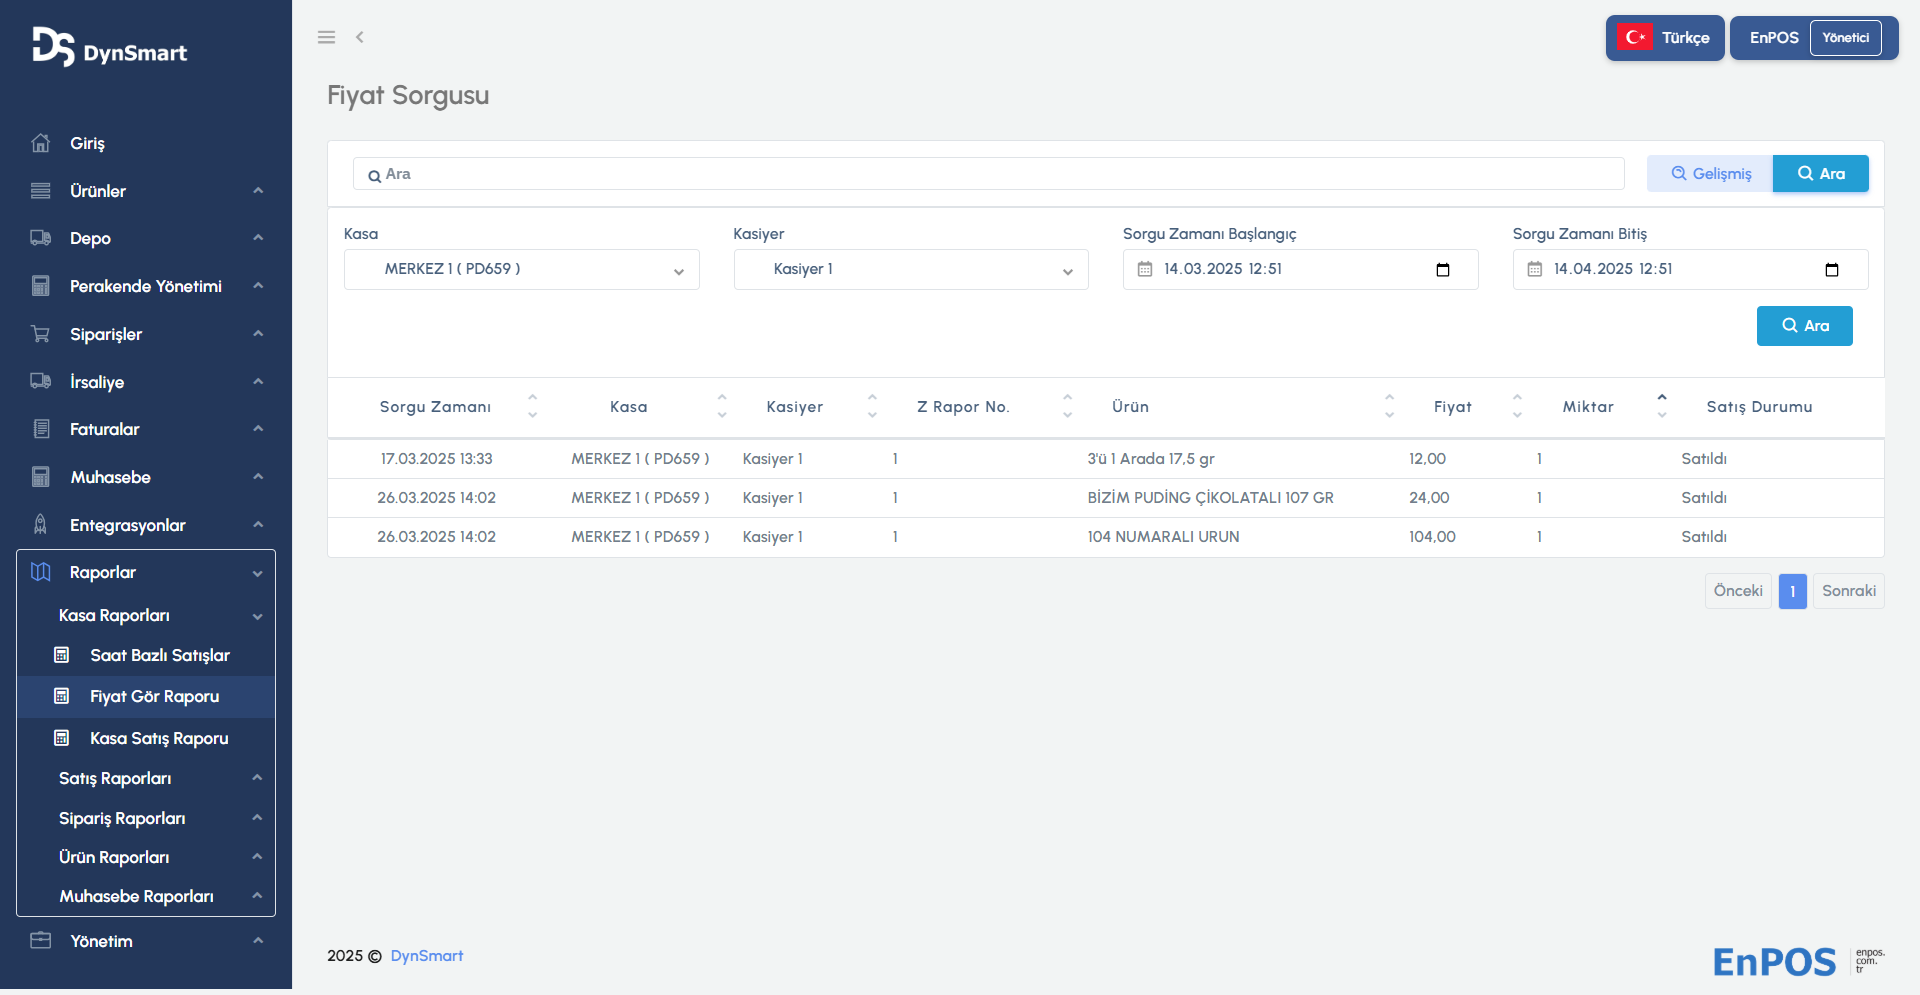 DynSmart
Türkçe
EnPOS Yönetici
Fiyat Sorgusu
Giriş
Ürünler
Depo
Perakende Yönetimi
Siparişler
İrsaliye
Faturalar
Muhasebe
Entegrasyonlar
Raporlar
Kasa Raporları
Saat Bazlı Satışlar
Fiyat Gör Raporu
Kasa Satış Raporu
Satış Raporları
Sipariş Raporları
Ürün Raporları
Muhasebe Raporları
Yönetim
Ara
Gelişmiş
Ara
Kasa Kasiyer Sorgu Zamanı Başlangıç Sorgu Zamanı Bitiş
MERKEZ 1 ( PD659 ) Kasiyer 1 14.03.2025 12:51 14.04.2025 12:51
Ara
Sorgu Zamanı Kasa Kasiyer Z Rapor No. Ürün Fiyat Miktar Satış Durumu
17.03.2025 13:33 MERKEZ 1 ( PD659 ) Kasiyer 1 1 3'ü 1 Arada 17,5 gr 12,00 1 Satıldı
26.03.2025 14:02 MERKEZ 1 ( PD659 ) Kasiyer 1 1 BİZİM PUDİNG ÇİKOLATALI 107 GR 24,00 1 Satıldı
26.03.2025 14:02 MERKEZ 1 ( PD659 ) Kasiyer 1 1 104 NUMARALI URUN 104,00 1 Satıldı
Önceki 1 Sonraki
2025 © DynSmart
EnPOS
enpos.
com.
tr